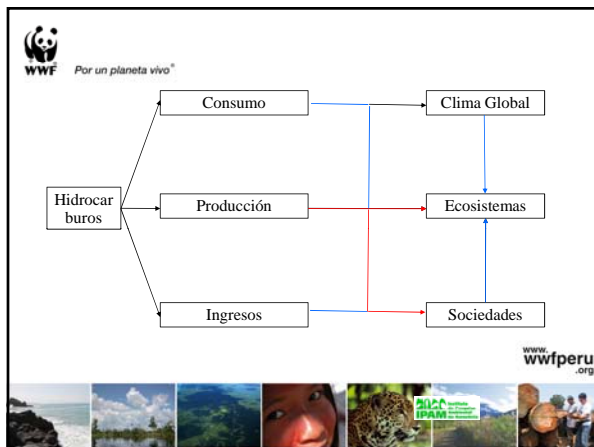 WWF
Por un planeta vivo®
Consumo
Clima Global
Hidrocar
buros
Producción
Ecosistemas
Ingresos
Sociedades
www.
wwfperu
.org
IPAM